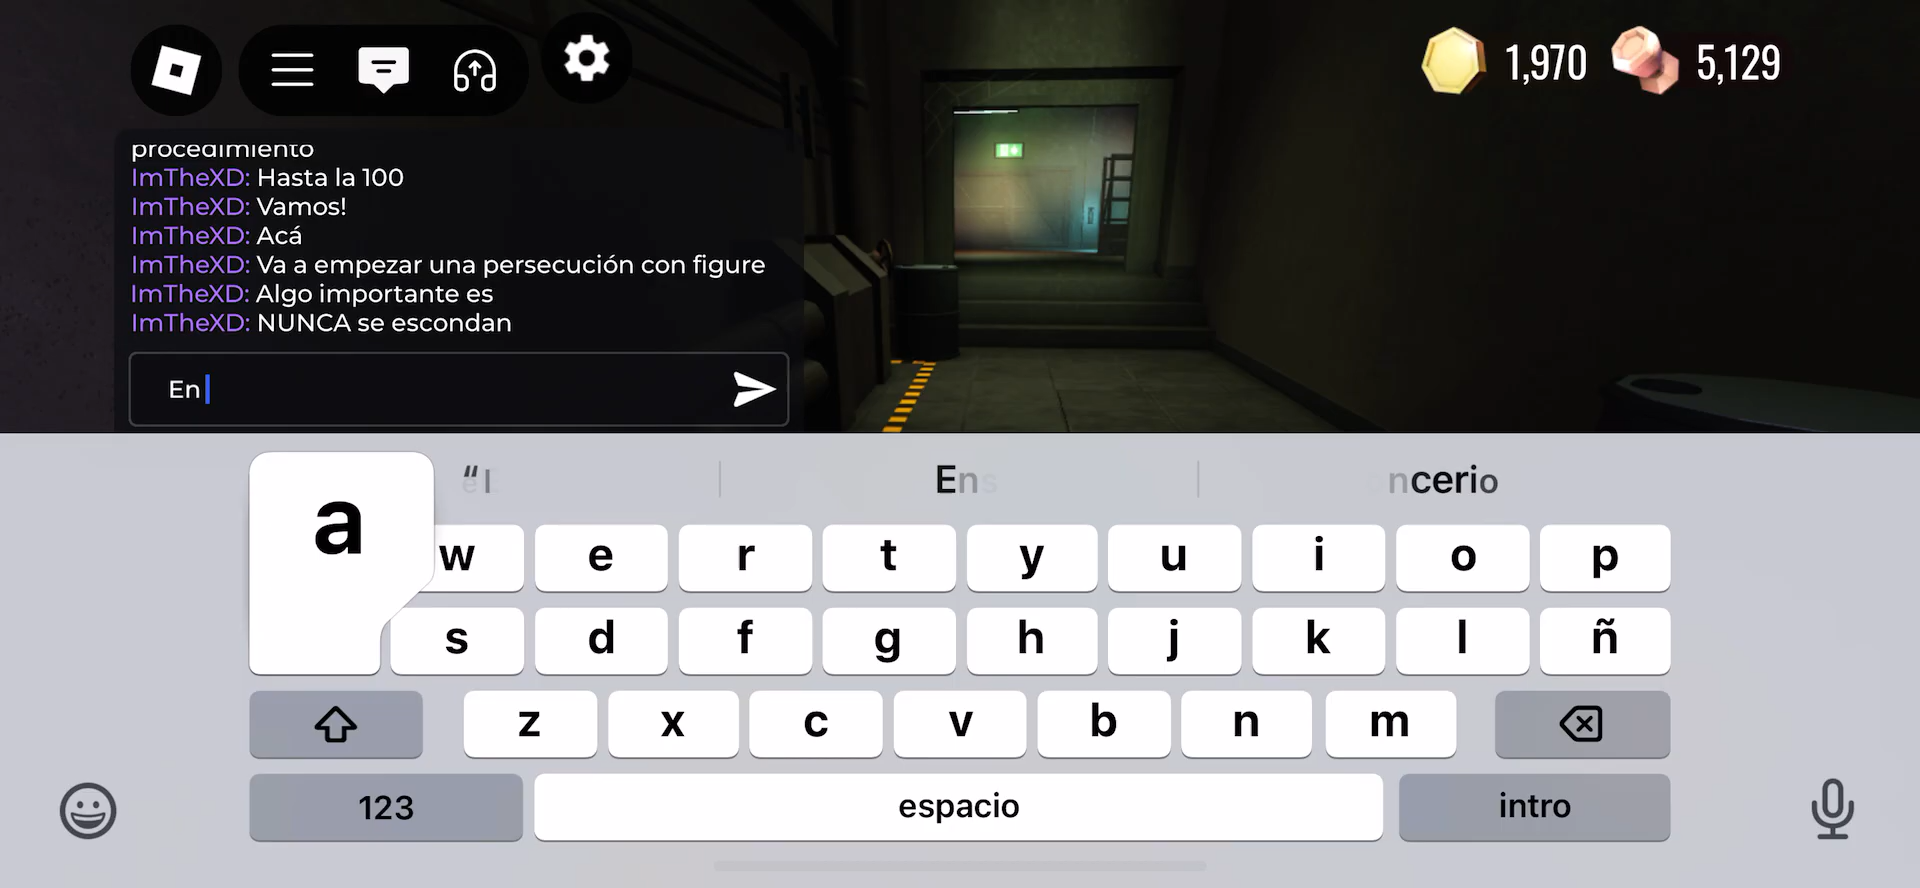 1,970 5,129
procedimiento
ImTheXD: Hasta la 100
ImTheXD: Vamos!
ImTheXD: Acá
ImTheXD: Va a empezar una persecución con figure
ImTheXD: Algo importante es
ImTheXD: NUNCA se escondan
En
En ncerio
a
w e r t y u i o p
s d f g h j k l ñ
z x c v b n m
123 espacio intro